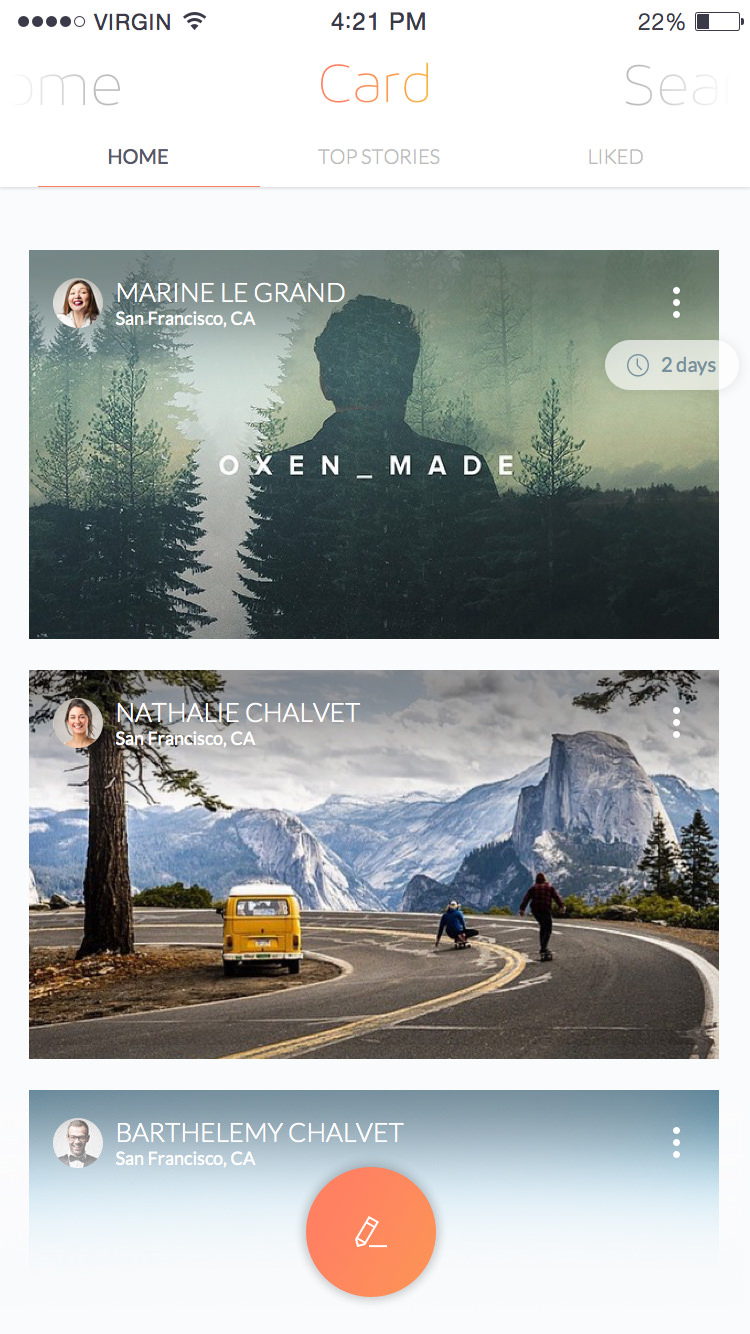 VIRGIN 4:21 PM 22%
ome Card Sea
HOME TOP STORIES LIKED
MARINE LE GRAND
San Francisco, CA
2 days
OXEN_MADE
NATHALIE CHALVET
San Francisco, CA
BARTHELEMY CHALVET
San Francisco, CA